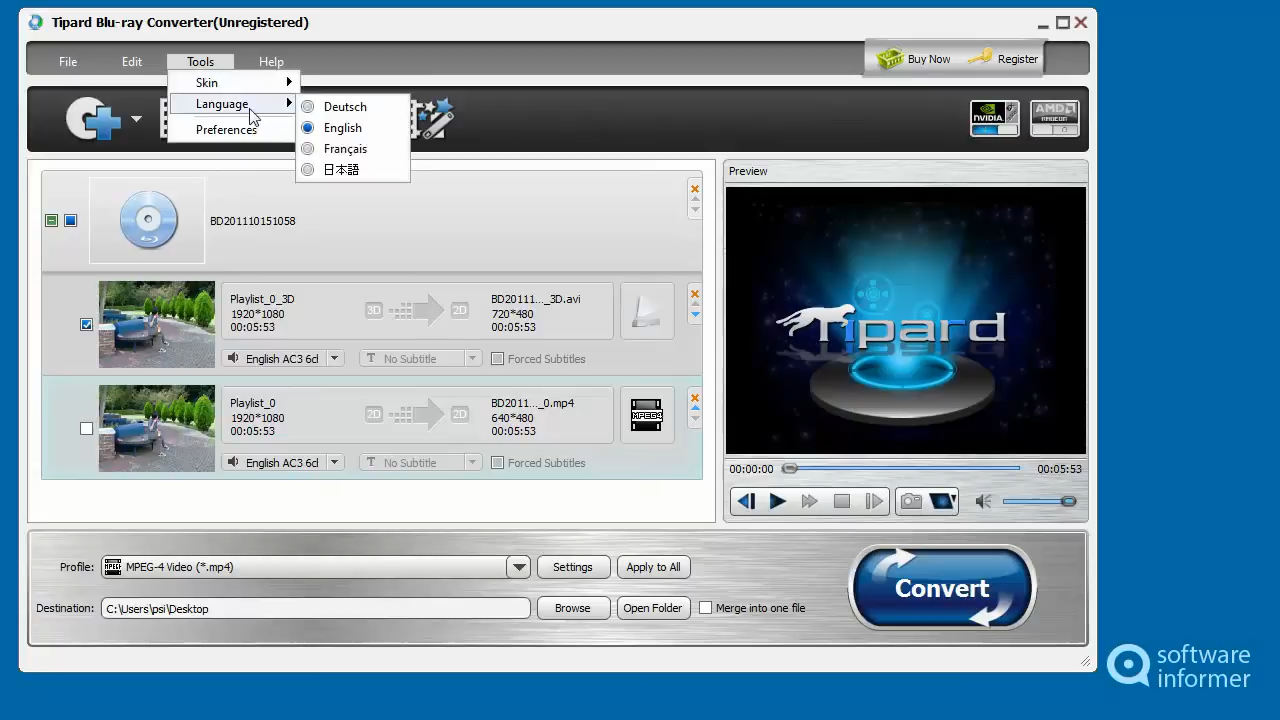 Tipard Blu-ray Converter(Unregistered)
File Edit Tools Help
Buy Now Register
Skin
Language
Preferences
Deutsch
English
Français
日本語
NVIDIA
AMD
RADEON
BD201110151058
Playlist_0_3D
1920*1080
00:05:53
3D 2D
BD20111..._3D.avi
720*480
00:05:53
English AC3 6cl
T No Subtitle
Forced Subtitles
Playlist_0
1920*1080
00:05:53
2D 2D
BD20111..._0.mp4
640*480
00:05:53
MPEG4
English AC3 6cl
T No Subtitle
Forced Subtitles
Preview
Tipard
00:00:00 00:05:53
Profile: MPEG-4 Video (*.mp4) Settings Apply to All
Destination: C:\Users\psi\Desktop Browse Open Folder Merge into one file
Convert
software
informer